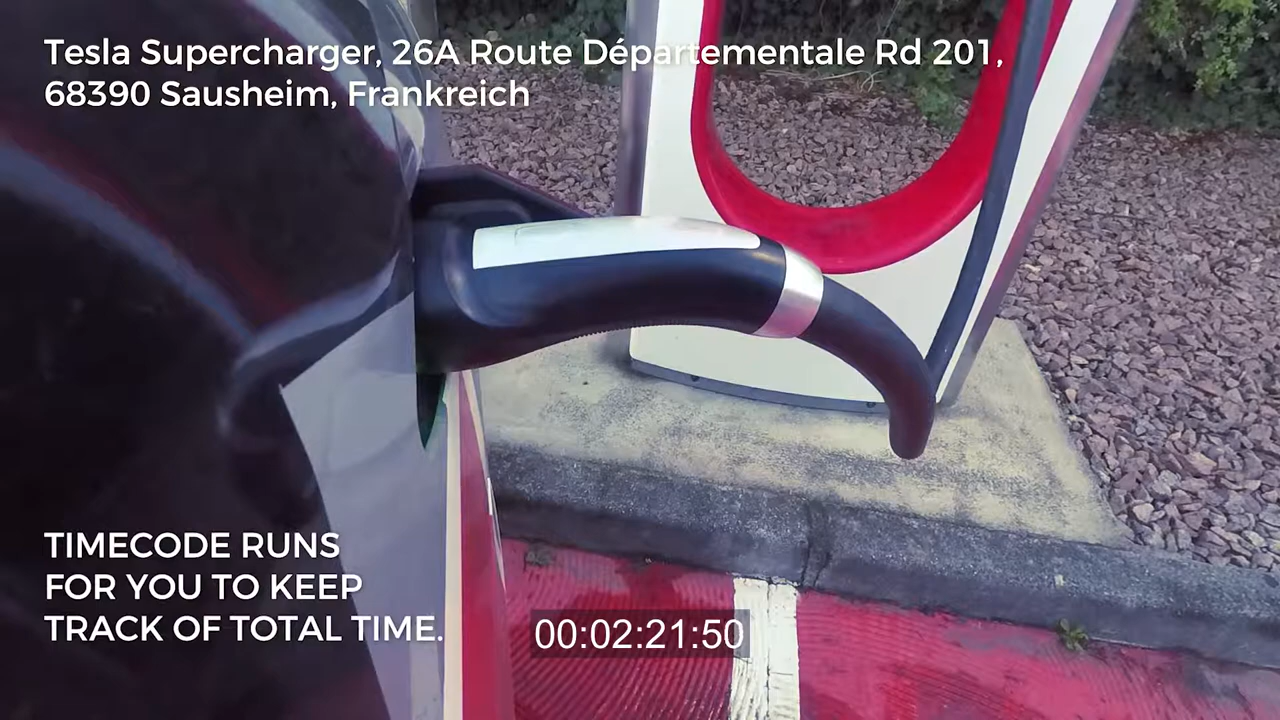 Tesla Supercharger, 26A Route Départementale Rd 201,
68390 Sausheim, Frankreich
TIMECODE RUNS
FOR YOU TO KEEP
TRACK OF TOTAL TIME.
00:02:21:50